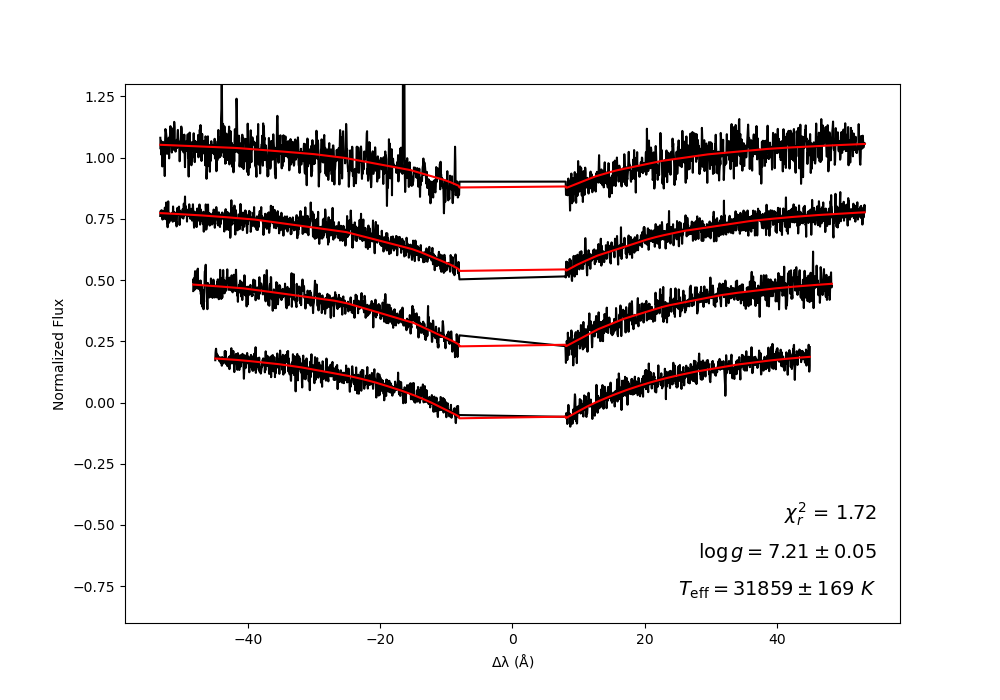 1.25
1.00
0.75
0.50
0.25
0.00
−0.25
−0.50
−0.75
Normalized Flux
χ²ᵣ = 1.72
log g = 7.21 ± 0.05
T_eff = 31859 ± 169 K
−40 −20 0 20 40
Δλ (Å)